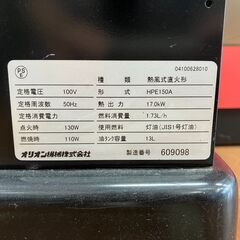 04100628010
PS
E
種類 熱風式直火形
定格電圧 100V 形式 HPE150A
定格周波数 50Hz 熱出力 17.0kW
定格消費電力 燃料消費量 1.73L/h
点火時 130W 使用燃料 灯油(JIS1号灯油)
燃焼時 110W 油タンク容量 13L
オリオン機械株式会社 製造番号 609098